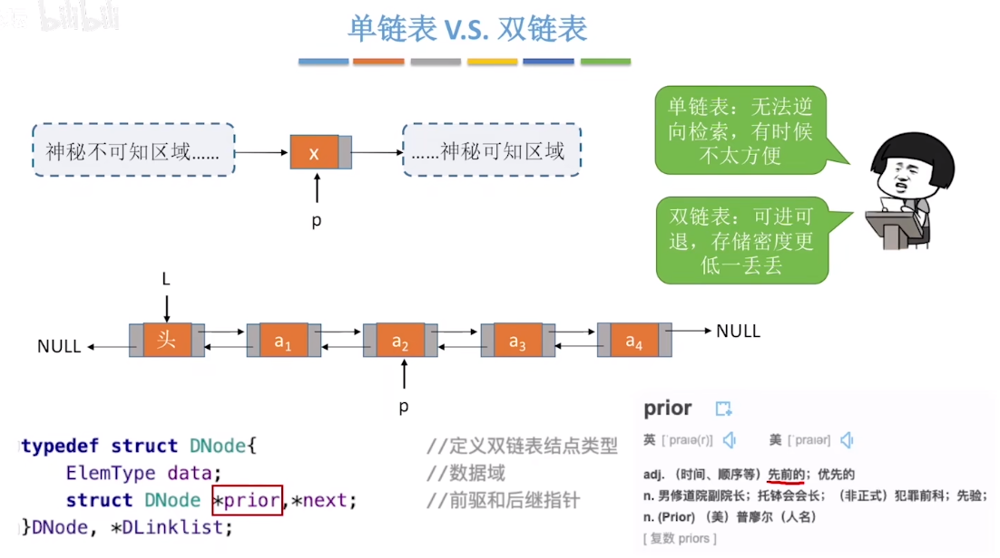 bilibili
单链表 V.S. 双链表
神秘不可知区域……
x
……神秘可知区域
p
单链表：无法逆
向检索，有时候
不太方便
双链表：可进可
退，存储密度更
低一丢丢
L
NULL
头
a1
a2
a3
a4
NULL
p
typedef struct DNode{ //定义双链表结点类型
ElemType data; //数据域
struct DNode *prior,*next; //前驱和后继指针
}DNode, *DLinklist;
prior
英 [ˈpraɪə(r)] 美 [ˈpraɪər]
adj. （时间、顺序等）先前的；优先的
n. 男修道院副院长；托钵会会长；（非正式）犯罪前科；先验；
n. (Prior) （美）普摩尔（人名）
[ 复数 priors ]